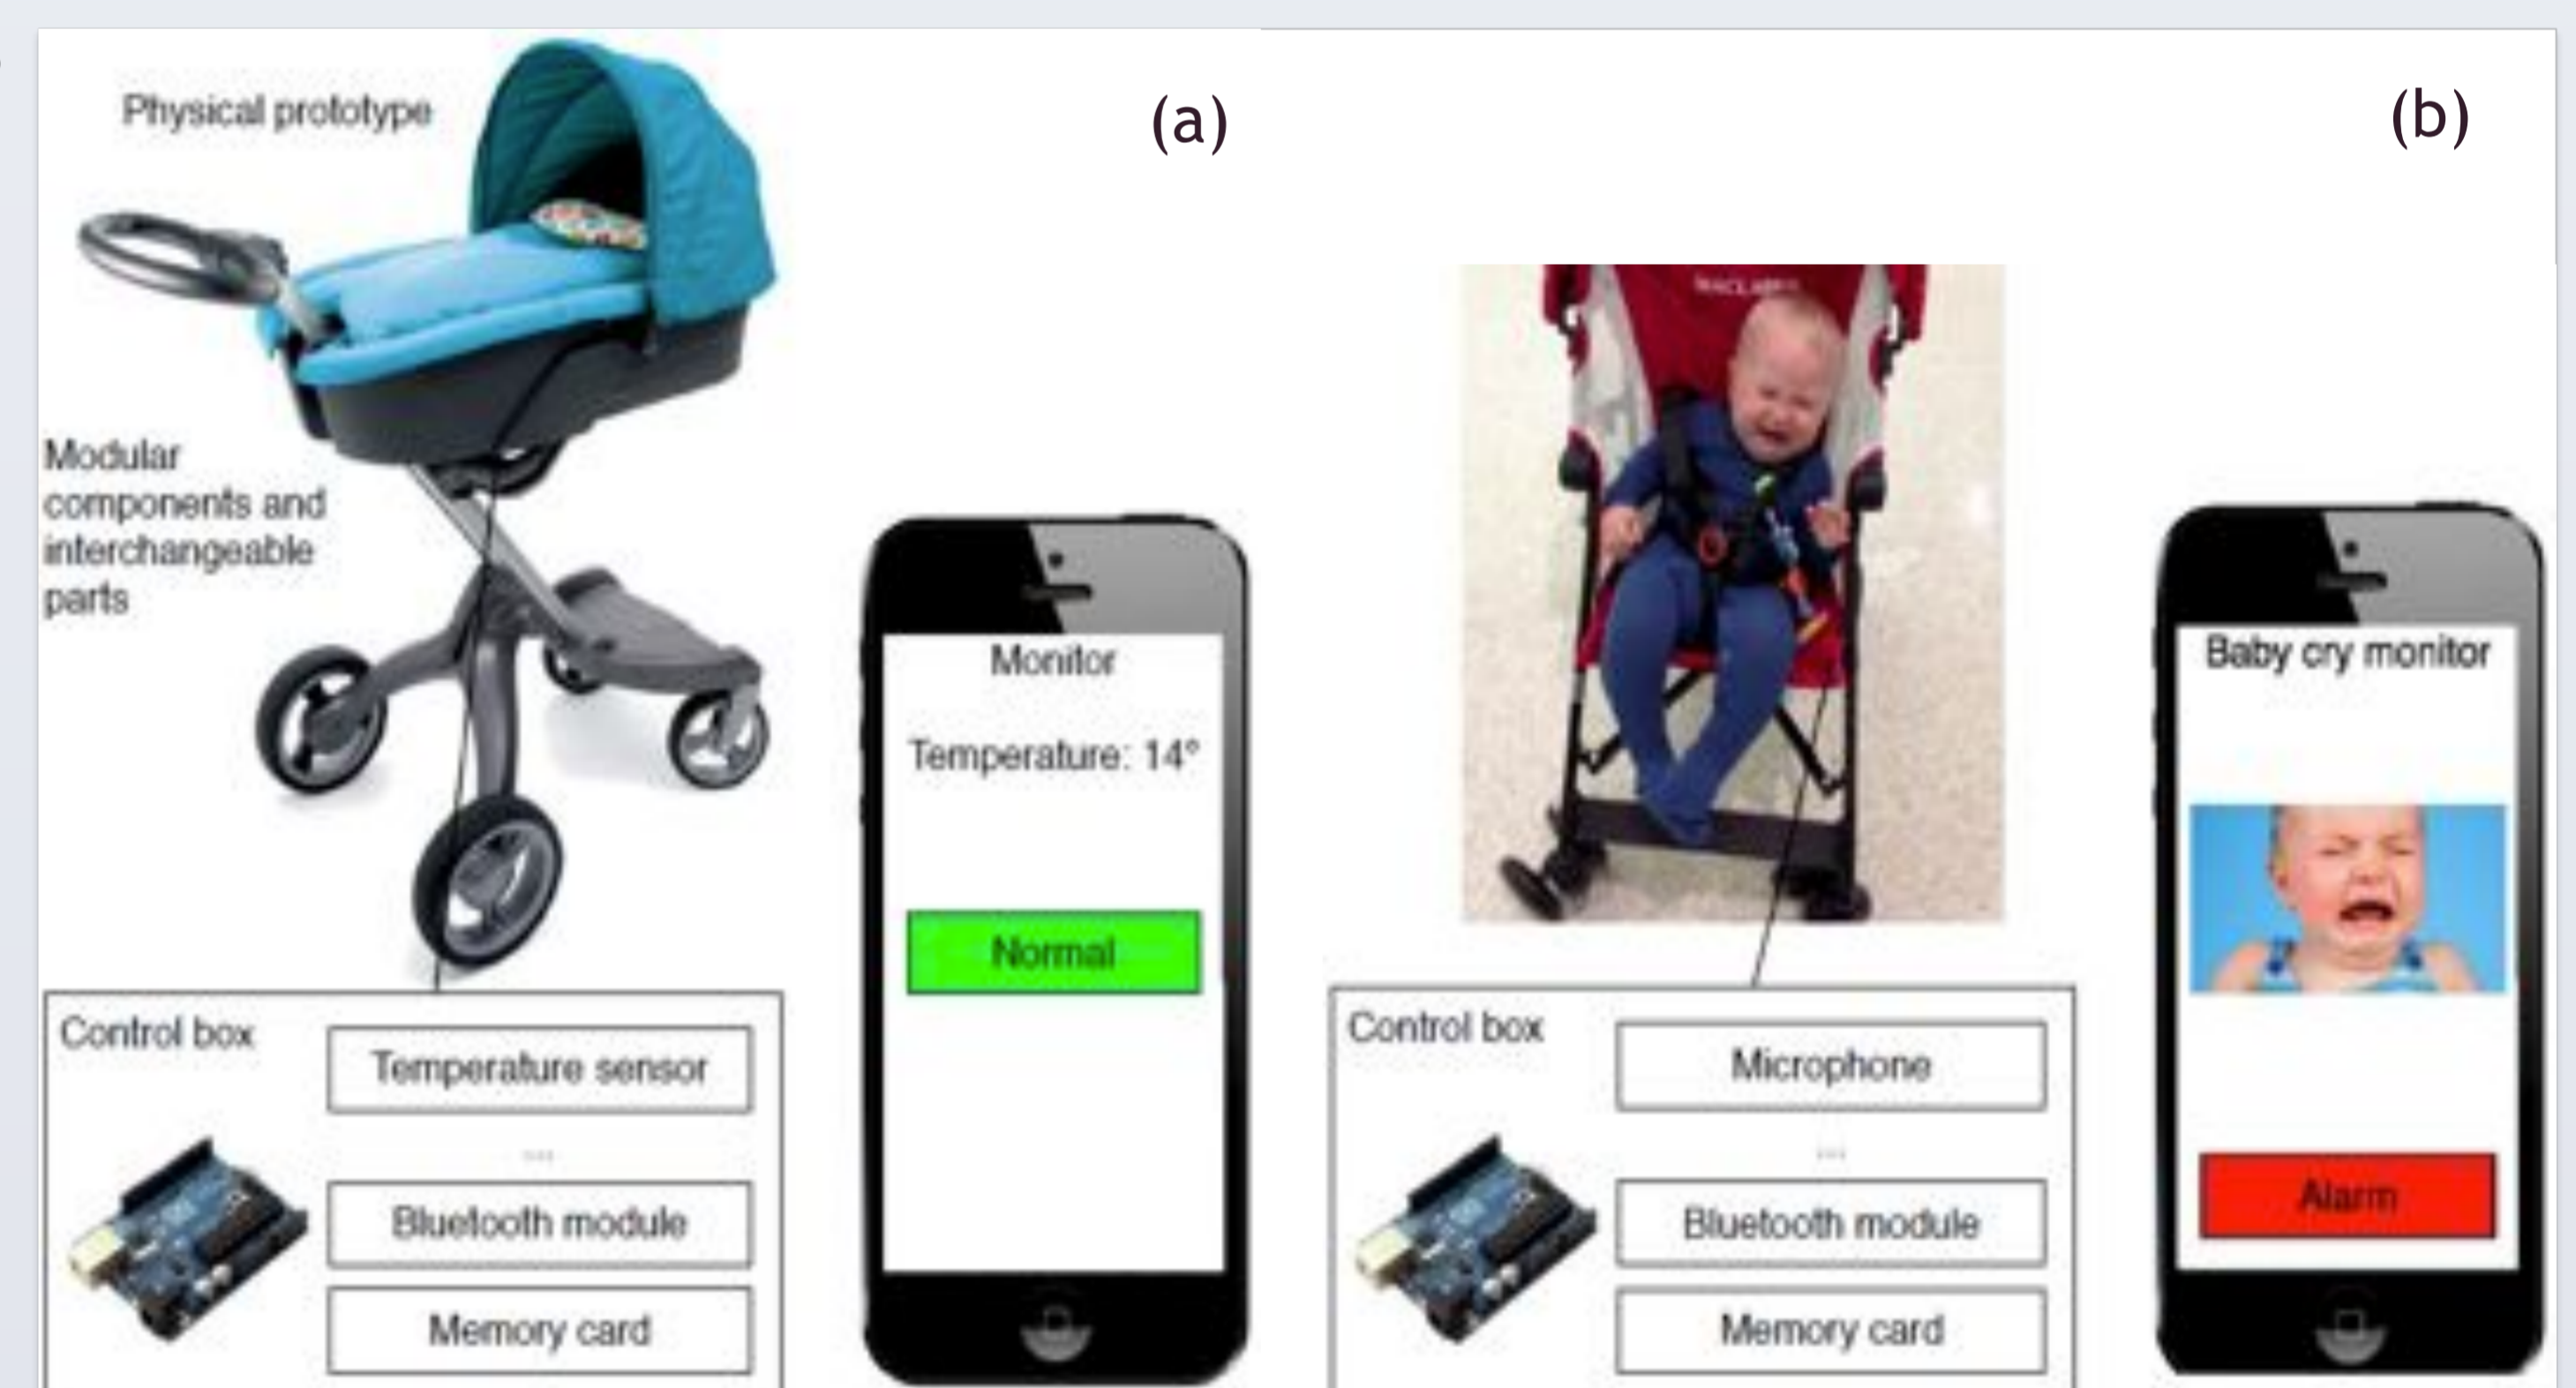 Physical prototype
(a)
Modular
components and
interchangeable
parts
Monitor
Temperature: 14°
Normal
Control box
Temperature sensor
...
Bluetooth module
Memory card
(b)
Baby cry monitor
Alarm
Control box
Microphone
...
Bluetooth module
Memory card